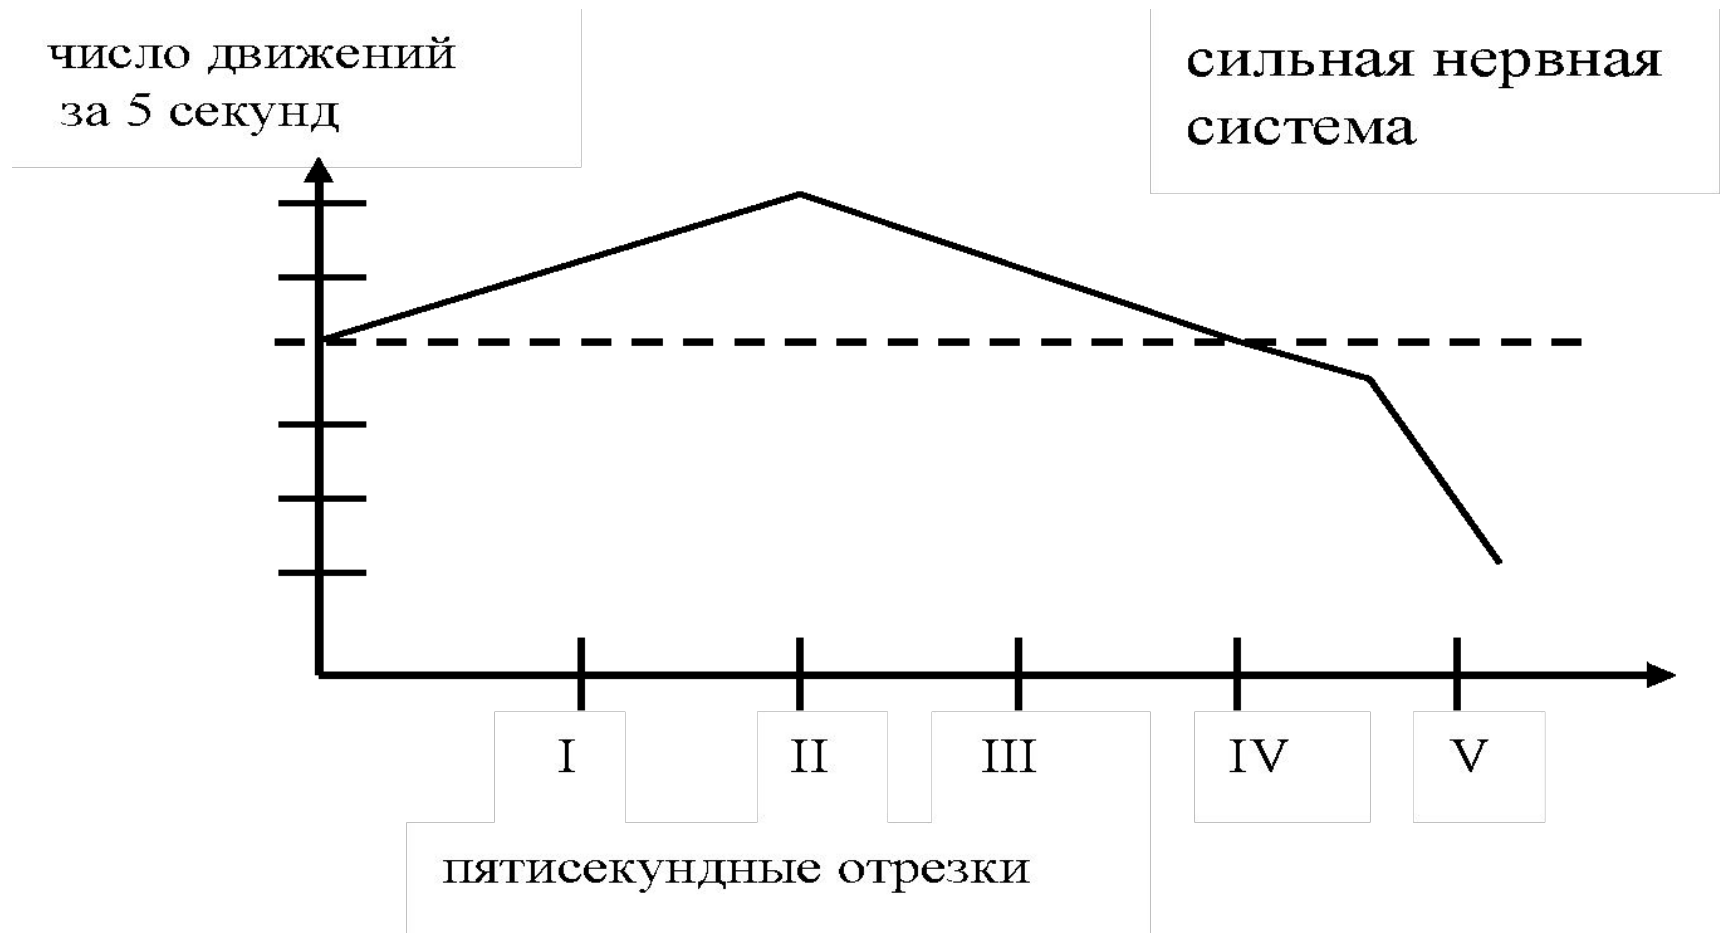 число движений
за 5 секунд
сильная нервная
система
I II III IV V
пятисекундные отрезки